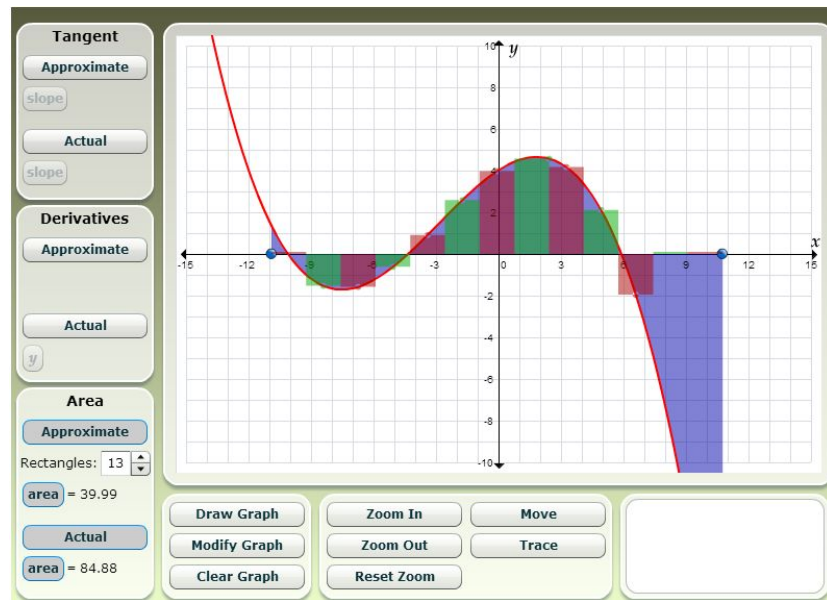 Tangent
Approximate
slope
Actual
slope
Derivatives
Approximate
Actual
y
Area
Approximate
Rectangles: 13
area = 39.99
Actual
area = 84.88
y
x
10
8
6
4
2
-2
-4
-6
-8
-10
-15 -12 -9 -6 -3 0 3 6 9 12 15
Draw Graph
Modify Graph
Clear Graph
Zoom In
Zoom Out
Reset Zoom
Move
Trace